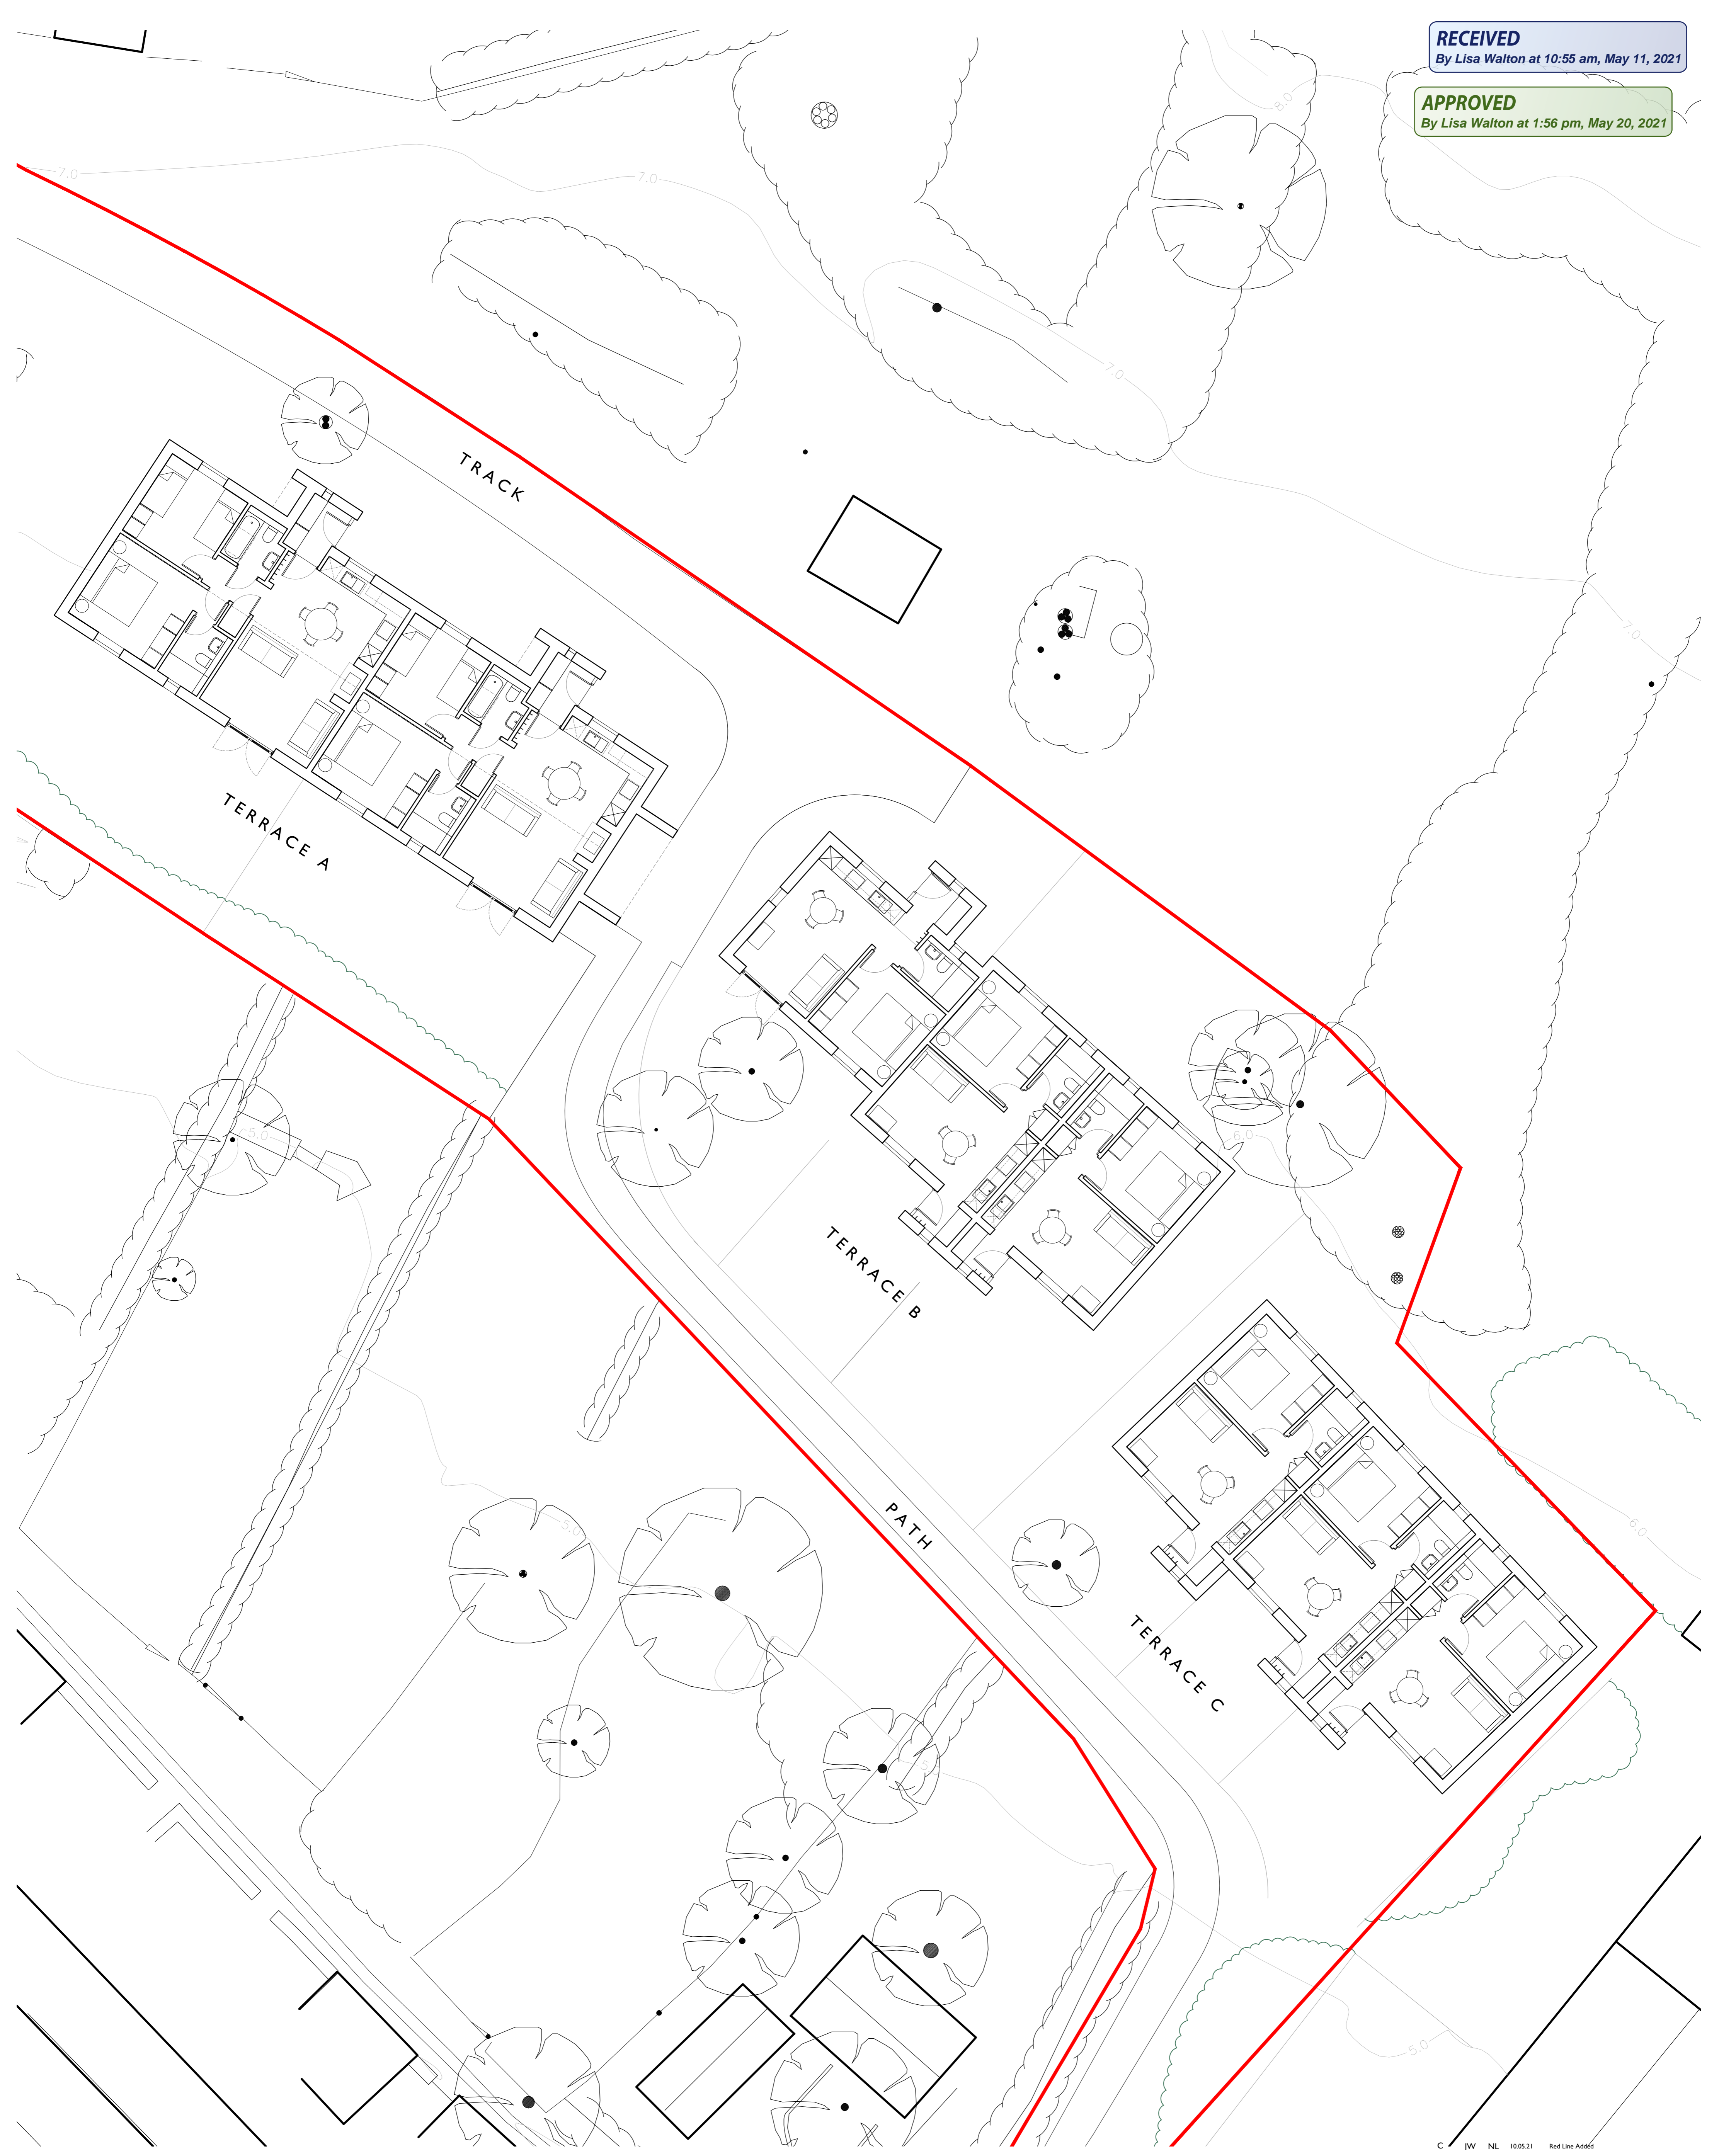 RECEIVED
By Lisa Walton at 10:55 am, May 11, 2021
APPROVED
By Lisa Walton at 1:56 pm, May 20, 2021
8.0
7.0
7.0
7.0
TRACK
7.0
TERRACE A
5.0
6.0
TERRACE B
5.0
PATH
6.0
TERRACE C
5.0
C JW NL 10.05.21 Red Line Added